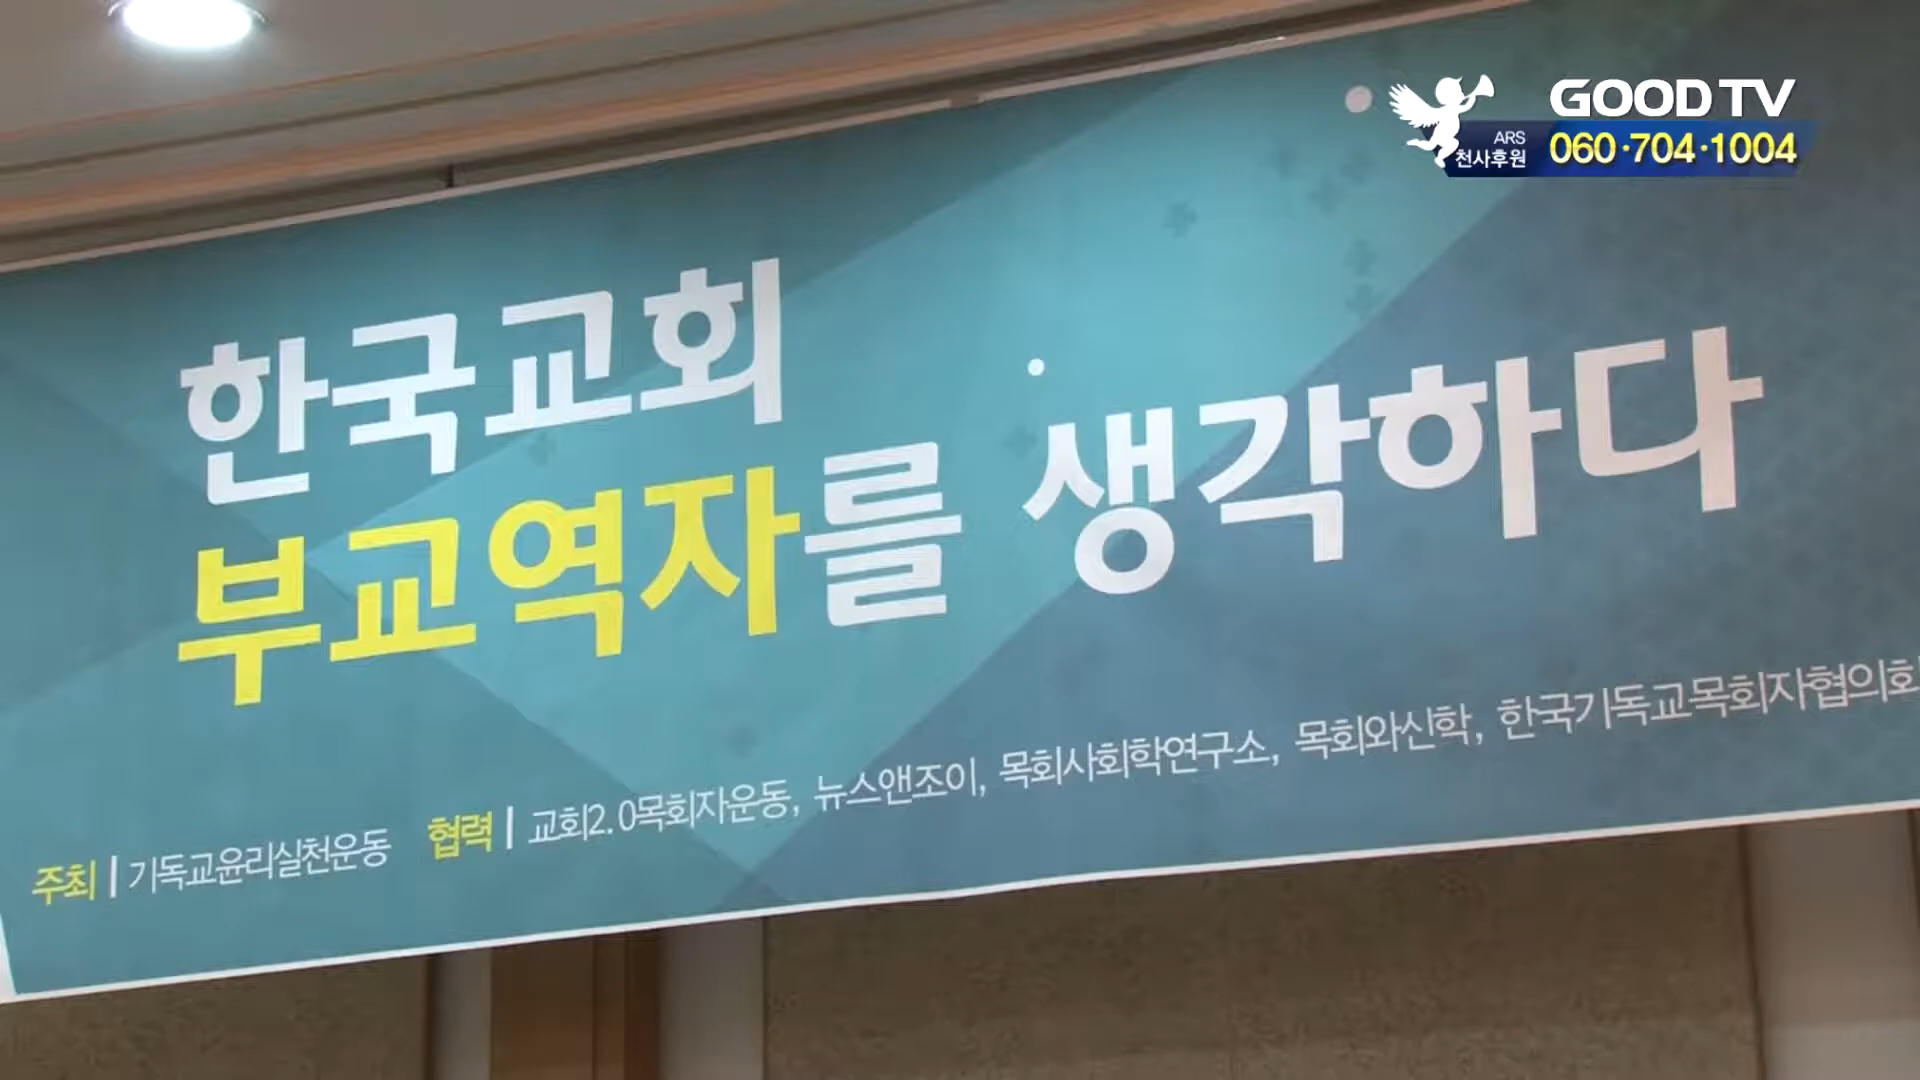 GOODTV
ARS
천사후원 060·704·1004
한국교회
부교역자를 생각하다
주최 | 기독교윤리실천운동 협력 | 교회2.0목회자운동, 뉴스앤조이, 목회사회학연구소, 목회와신학, 한국기독교목회자협의회